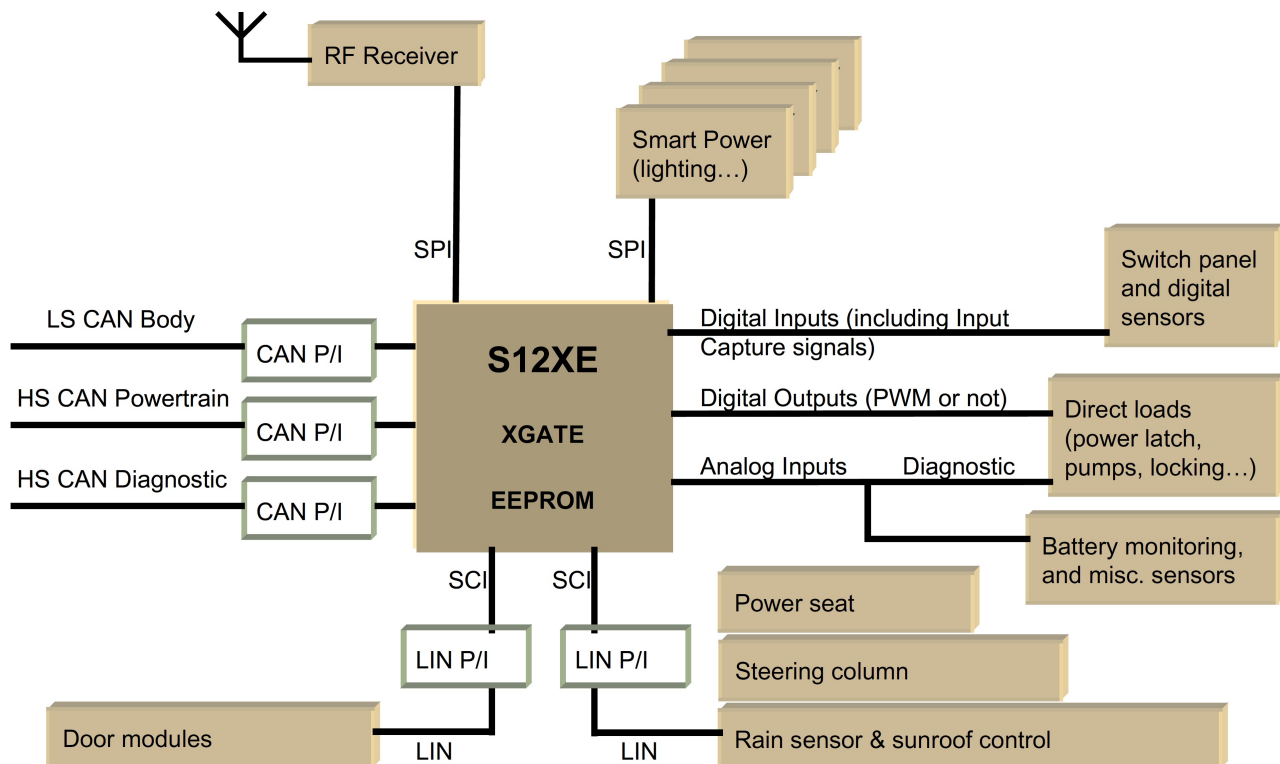 RF Receiver
Smart Power
(lighting…)
SPI
SPI
Switch panel
and digital
sensors
LS CAN Body
CAN P/I
Digital Inputs (including Input
Capture signals)
S12XE
HS CAN Powertrain
CAN P/I
Digital Outputs (PWM or not)
Direct loads
(power latch,
pumps, locking…)
XGATE
HS CAN Diagnostic
CAN P/I
Analog Inputs
Diagnostic
EEPROM
Battery monitoring,
and misc. sensors
SCI
SCI
Power seat
LIN P/I
LIN P/I
Steering column
Door modules
LIN
LIN
Rain sensor & sunroof control